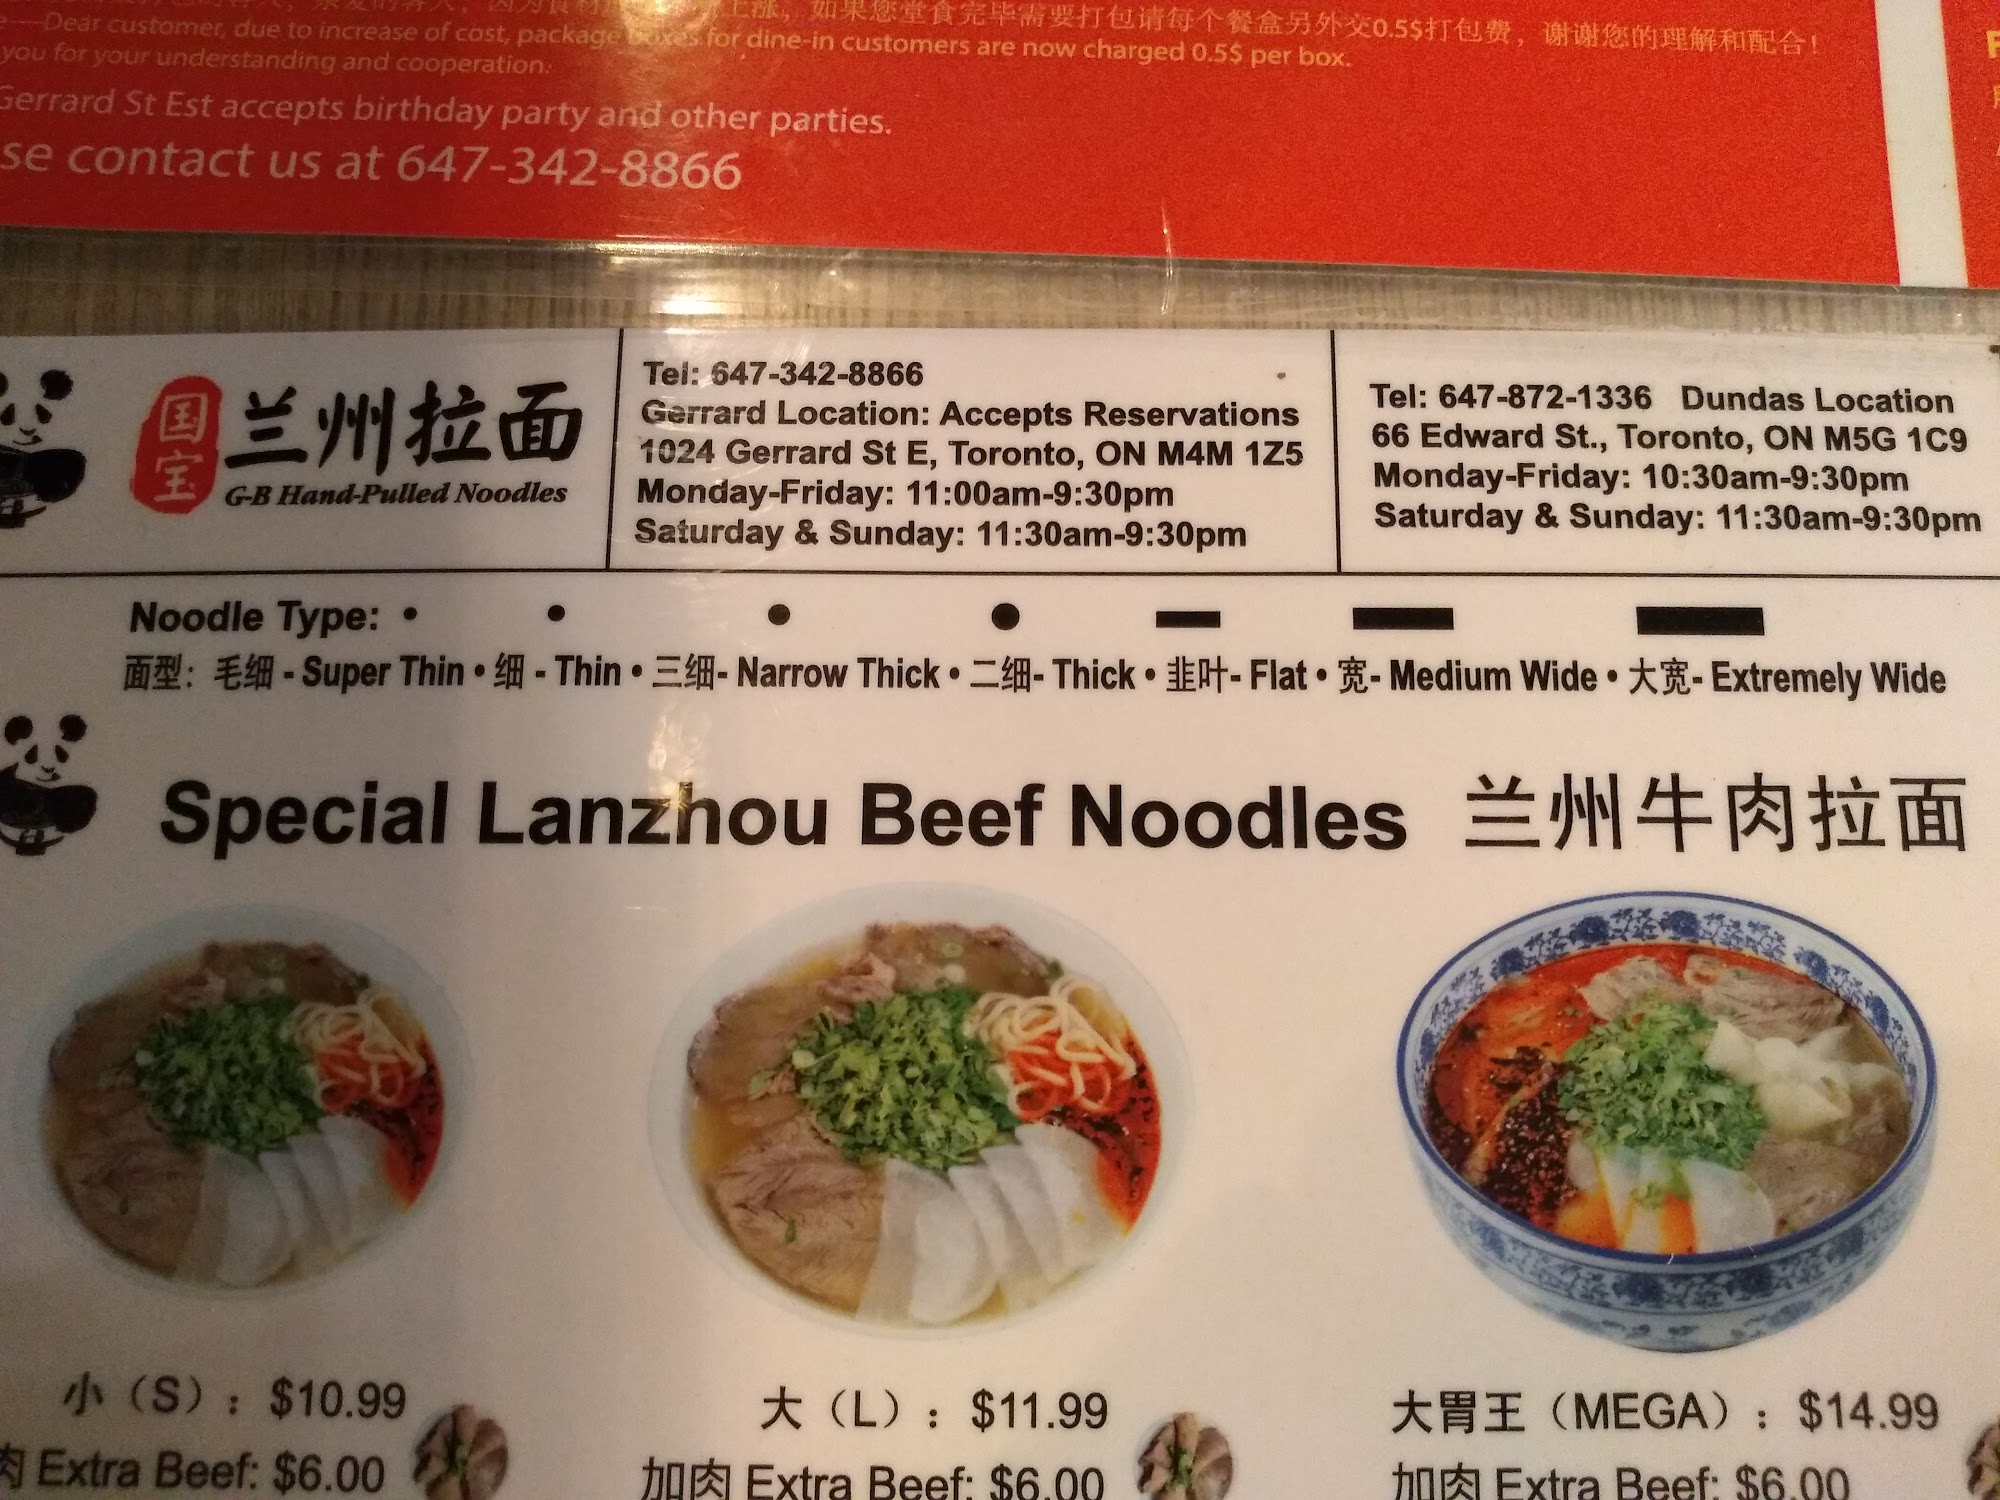 如果您堂食完毕需要打包请每个餐盒另外交0.5$打包费，谢谢您的理解和配合！
—Dear customer, due to increase of cost, package boxes for dine-in customers are now charged 0.5$ per box.
you for your understanding and cooperation.
Gerrard St Est accepts birthday party and other parties.
se contact us at 647-342-8866
国宝
兰州拉面
G-B Hand-Pulled Noodles
Tel: 647-342-8866
Gerrard Location: Accepts Reservations
1024 Gerrard St E, Toronto, ON M4M 1Z5
Monday-Friday: 11:00am-9:30pm
Saturday & Sunday: 11:30am-9:30pm
Tel: 647-872-1336 Dundas Location
66 Edward St., Toronto, ON M5G 1C9
Monday-Friday: 10:30am-9:30pm
Saturday & Sunday: 11:30am-9:30pm
Noodle Type:
面型：毛细 - Super Thin • 细 - Thin • 三细- Narrow Thick • 二细- Thick • 韭叶- Flat • 宽- Medium Wide • 大宽- Extremely Wide
Special Lanzhou Beef Noodles 兰州牛肉拉面
小（S）：$10.99
肉 Extra Beef: $6.00
大（L）：$11.99
加肉 Extra Beef: $6.00
大胃王（MEGA）：$14.99
加肉 Extra Beef: $6.00